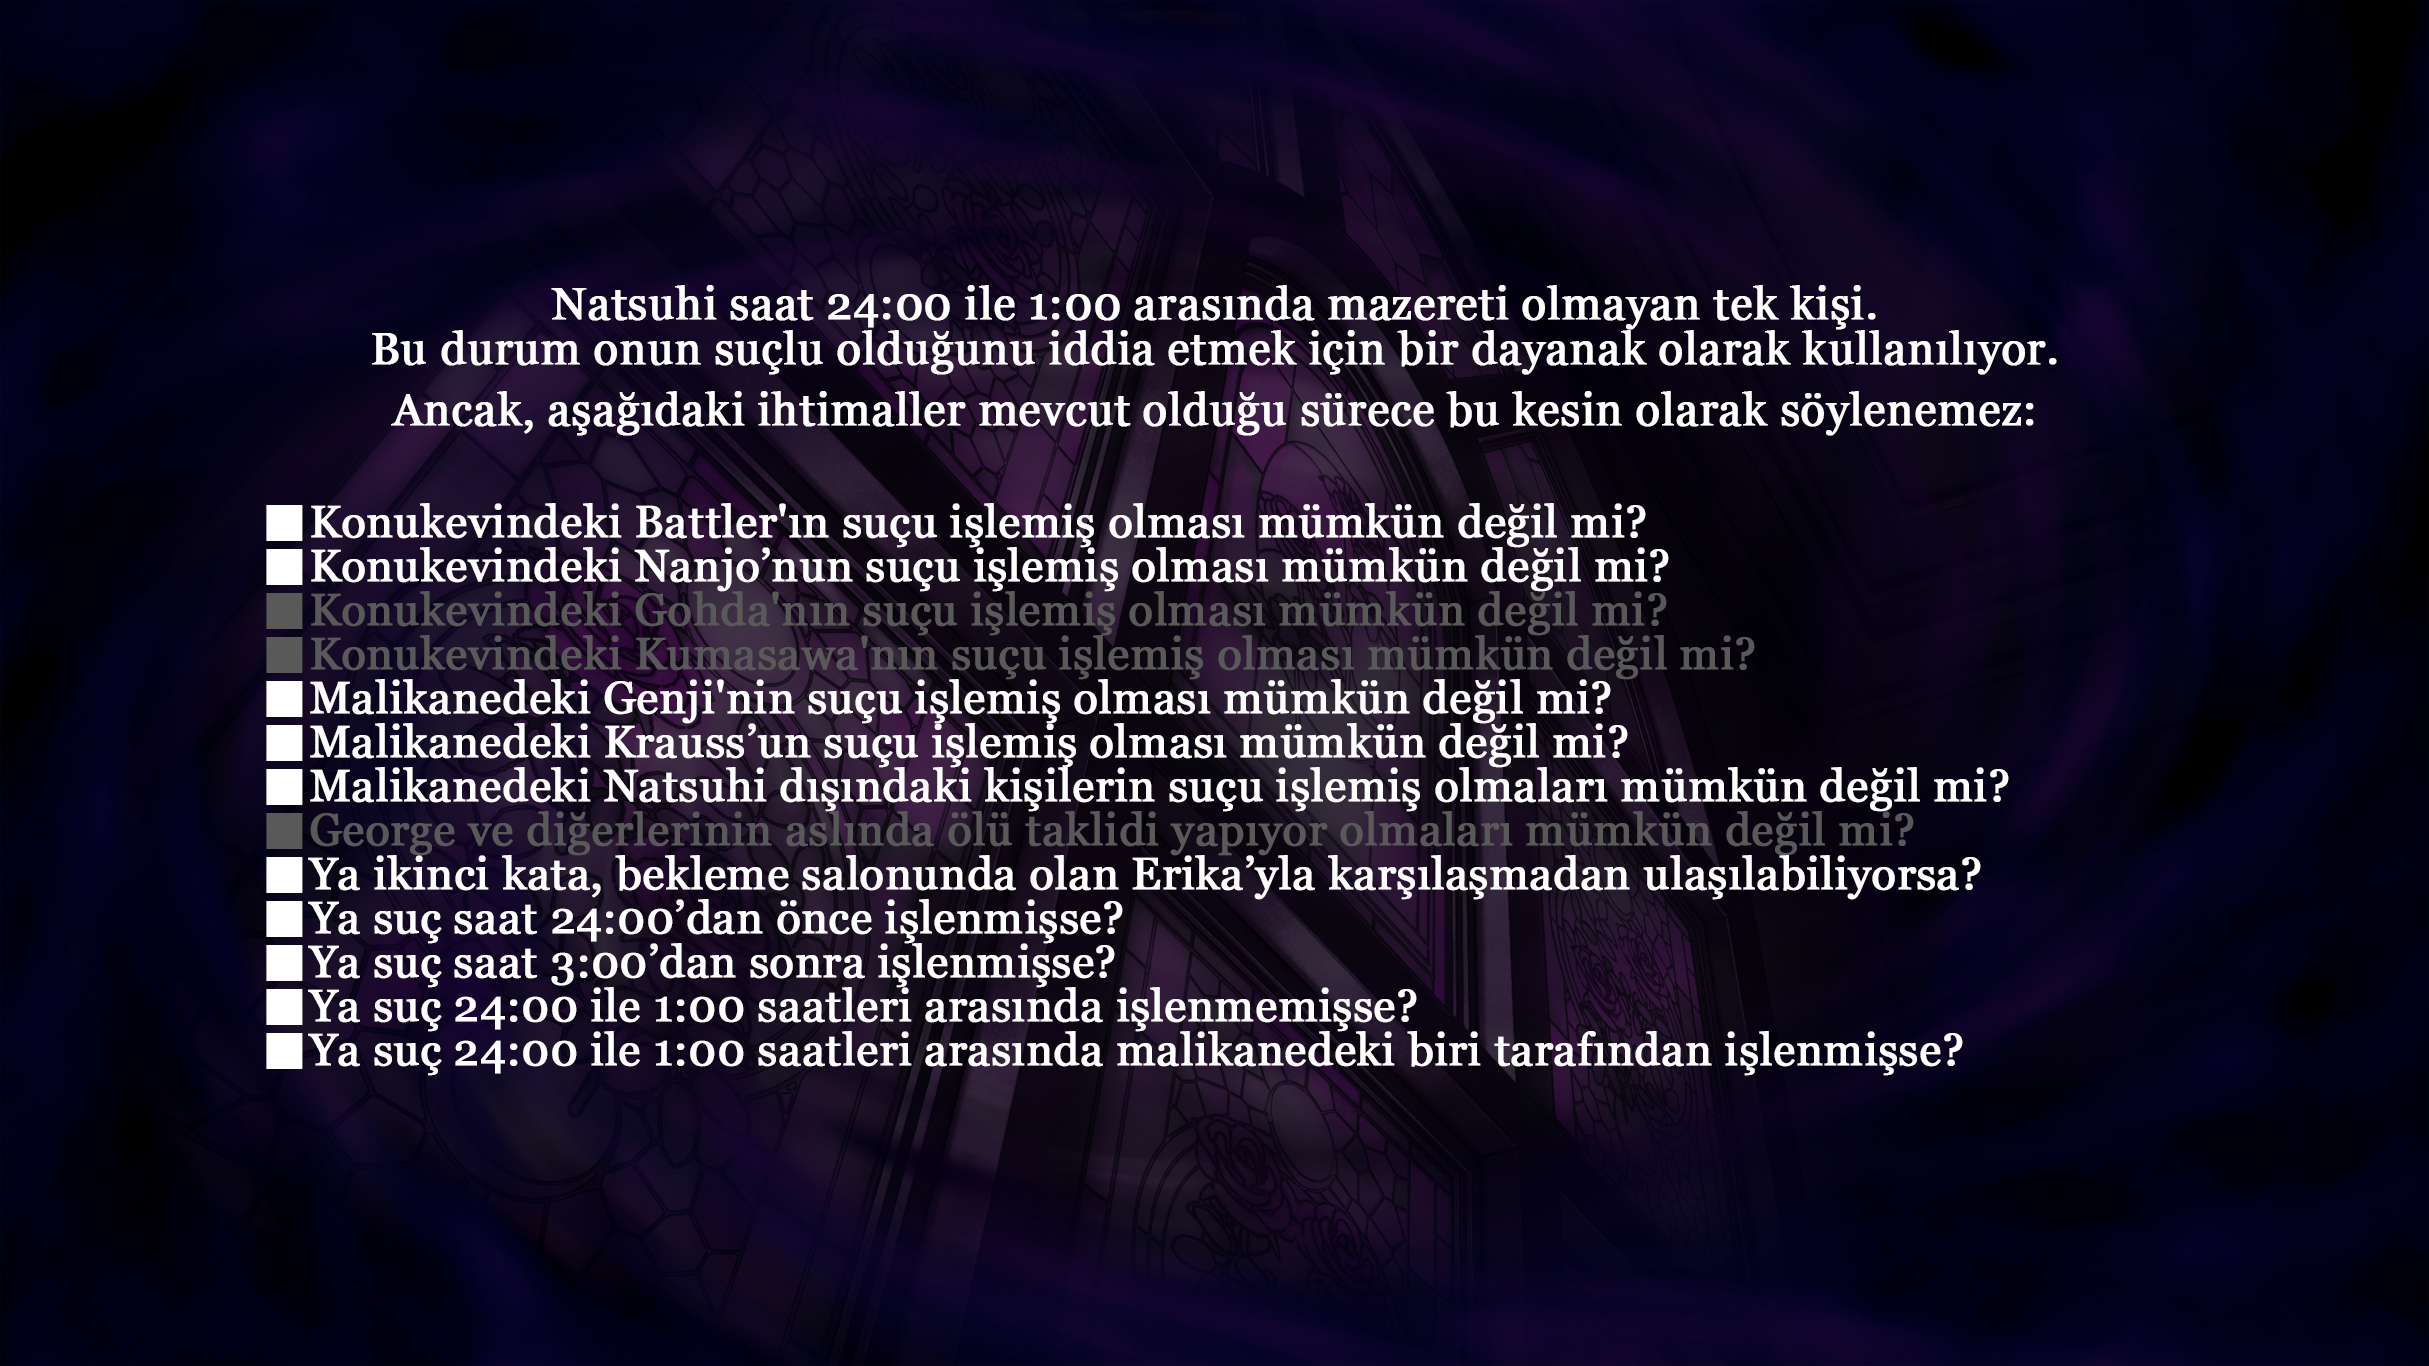 Natsuhi saat 24:00 ile 1:00 arasında mazereti olmayan tek kişi.
Bu durum onun suçlu olduğunu iddia etmek için bir dayanak olarak kullanılıyor.
Ancak, aşağıdaki ihtimaller mevcut olduğu sürece bu kesin olarak söylenemez:
■Konukevindeki Battler'ın suçu işlemiş olması mümkün değil mi?
■Konukevindeki Nanjo’nun suçu işlemiş olması mümkün değil mi?
■Konukevindeki Gohda'nın suçu işlemiş olması mümkün değil mi?
■Konukevindeki Kumasawa'nın suçu işlemiş olması mümkün değil mi?
■Malikanedeki Genji'nin suçu işlemiş olması mümkün değil mi?
■Malikanedeki Krauss’un suçu işlemiş olması mümkün değil mi?
■Malikanedeki Natsuhi dışındaki kişilerin suçu işlemiş olmaları mümkün değil mi?
■George ve diğerlerinin aslında ölü taklidi yapıyor olmaları mümkün değil mi?
■Ya ikinci kata, bekleme salonunda olan Erika’yla karşılaşmadan ulaşılabiliyorsa?
■Ya suç saat 24:00’dan önce işlenmişse?
■Ya suç saat 3:00’dan sonra işlenmişse?
■Ya suç 24:00 ile 1:00 saatleri arasında işlenmemişse?
■Ya suç 24:00 ile 1:00 saatleri arasında malikanedeki biri tarafından işlenmişse?